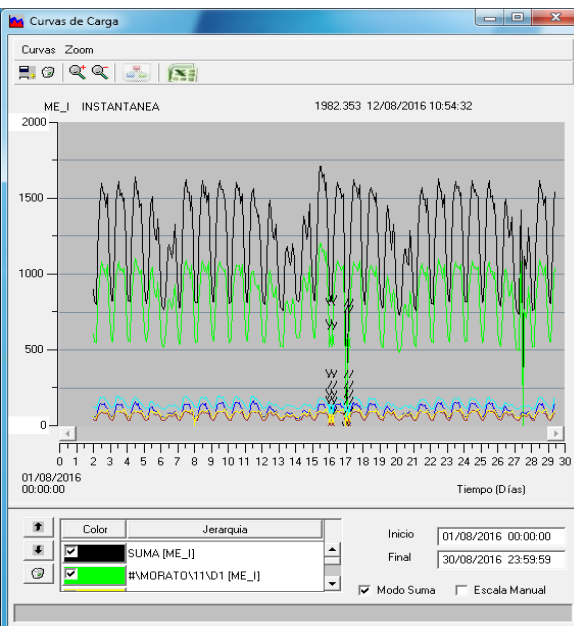 Curvas de Carga
Curvas Zoom
ME_I INSTANTANEA 1982.353 12/08/2016 10:54:32
2000
1500
1000
500
0
0 1 2 3 4 5 6 7 8 9 10 11 12 13 14 15 16 17 18 19 20 21 22 23 24 25 26 27 28 29 30
01/08/2016
00:00:00
Tiempo (Días)
Color Jerarquia
SUMA [ME_I]
#\MORATO\11\D1 [ME_I]
Inicio 01/08/2016 00:00:00
Final 30/08/2016 23:59:59
Modo Suma Escala Manual